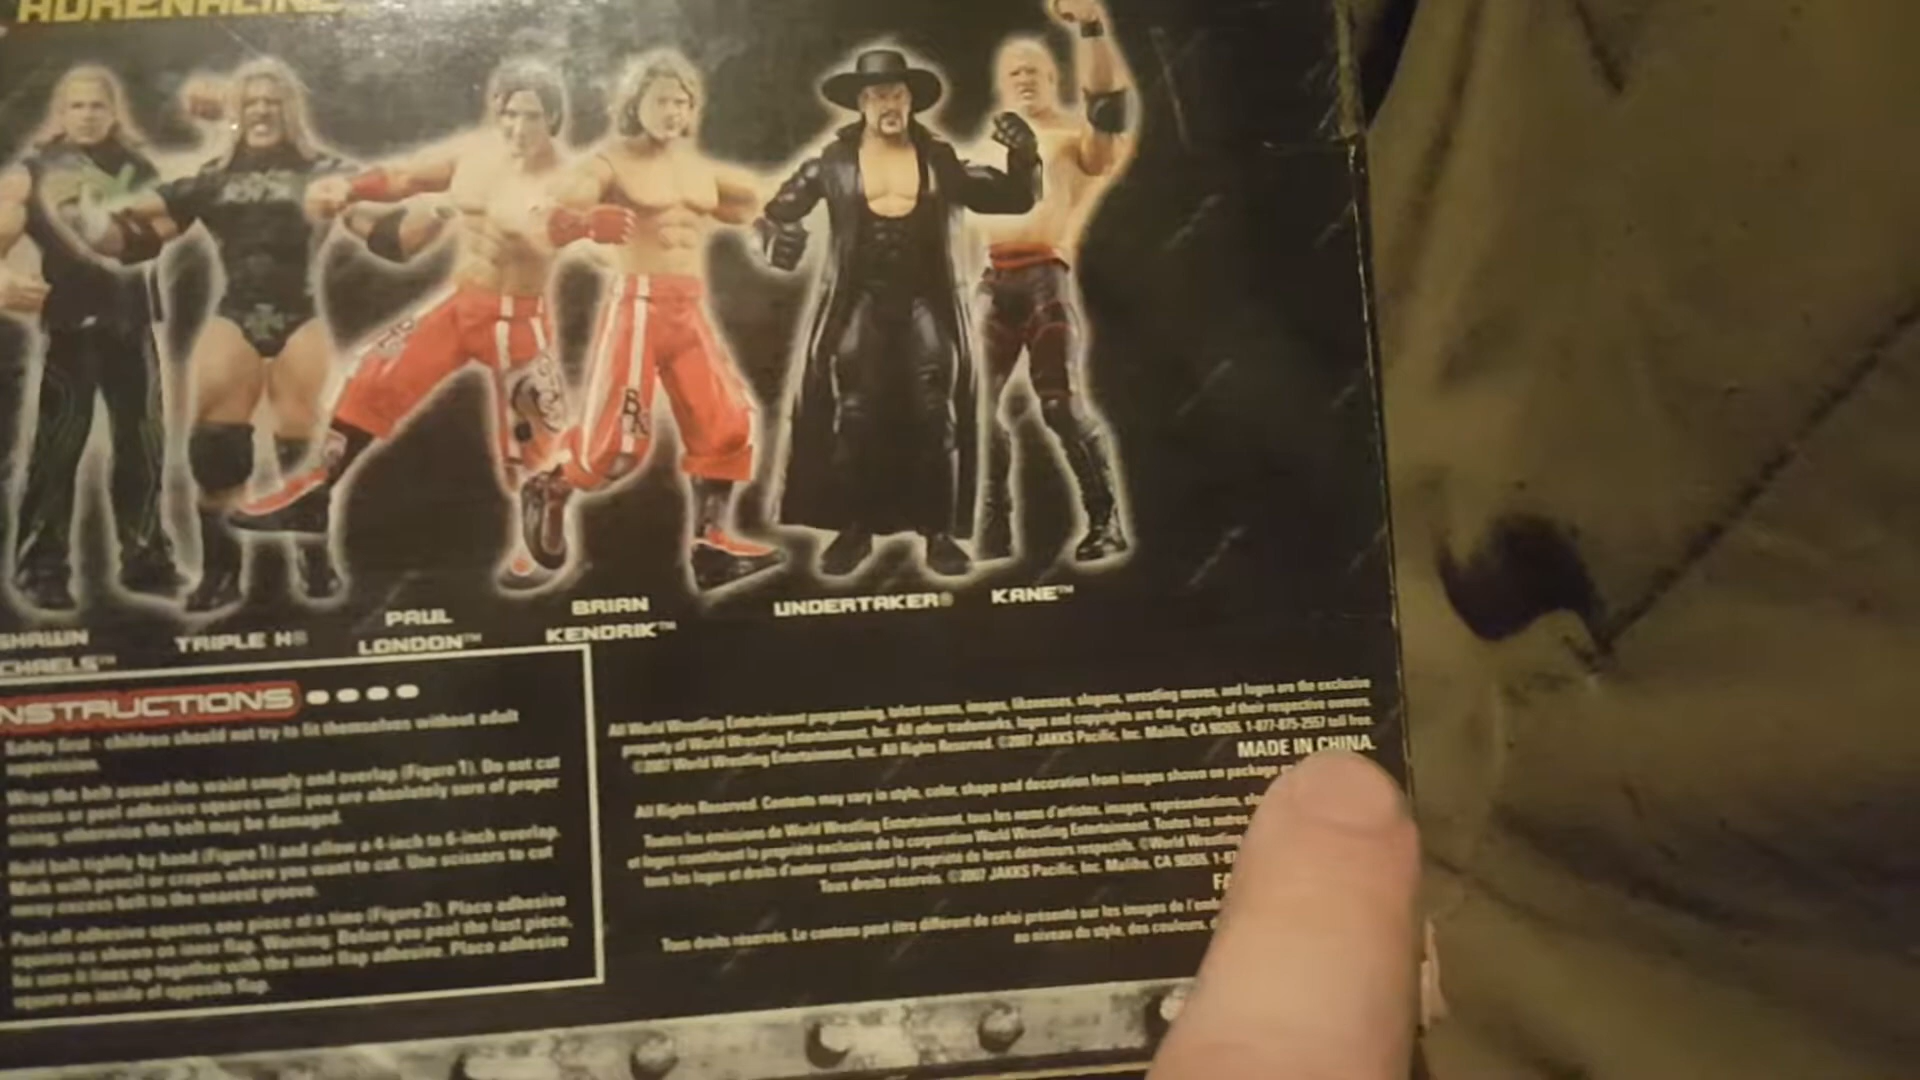 ADRENALINE
SHAWN
CHAELS™
TRIPLE H®
PAUL
LONDON™
BRIAN
KENDRIK™
BK
UNDERTAKER®
KANE™
NSTRUCTIONS
Safety first - children should not try to fit themselves without adult
supervision.
Wrap the belt around the waist snugly and overlap (Figure 1). Do not cut
excess or peel adhesive squares until you are absolutely sure of proper
sizing, otherwise the belt may be damaged.
Hold belt tightly by hand (Figure 1) and allow a 4-inch to 6-inch overlap.
Mark with pencil or crayon where you want to cut. Use scissors to cut
away excess belt to the nearest groove.
Peel off adhesive squares one piece at a time (Figure 2). Place adhesive
squares as shown on inner flap. Warning: Before you peel the last piece,
be sure it lines up together with the inner flap adhesive. Place adhesive
square on inside of opposite flap.
All World Wrestling Entertainment programming, talent names, images, likenesses, slogans, wrestling moves, and logos are the exclusive
property of World Wrestling Entertainment, Inc. All other trademarks, logos and copyrights are the property of their respective owners.
©2007 World Wrestling Entertainment, Inc. All Rights Reserved. ©2007 JAKKS Pacific, Inc. Malibu, CA 90265. 1-877-875-2557 toll free.
MADE IN CHINA.
All Rights Reserved. Contents may vary in style, color, shape and decoration from images shown on package
Toutes les émissions de World Wrestling Entertainment, tous les noms d'artistes, images, représentations,
et logos constituent la propriété exclusive de la corporation World Wrestling Entertainment. Toutes les autres
tous les logos et droits d'auteur constituent la propriété de leurs détenteurs respectifs. ©World Wrestling
Tous droits réservés. ©2007 JAKKS Pacific, Inc. Malibu, CA 90265. 1-87
FA
Tous droits réservés. Le contenu peut être différent de celui présenté sur les images de l'emb
au niveau du style, des couleurs,